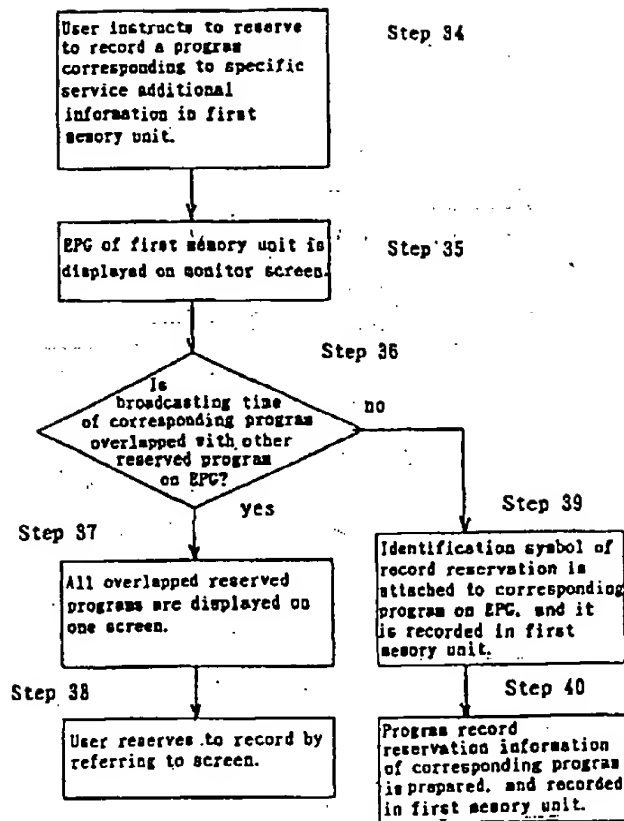 User instructs to reserve
to record a program
corresponding to specific
service additional
information in first
memory unit.
Step 34
EPG of first memory unit is
displayed on monitor screen.
Step 35
Step 36
Is
broadcasting time
of corresponding program
overlapped with other
reserved program
on EPG?
no
yes
Step 37
All overlapped reserved
programs are displayed on
one screen.
Step 38
User reserves to record by
referring to screen.
Step 39
Identification symbol of
record reservation is
attached to corresponding
program on EPG, and it
is recorded in first
memory unit.
Step 40
Program record
reservation information
of corresponding program
is prepared, and recorded
in first memory unit.